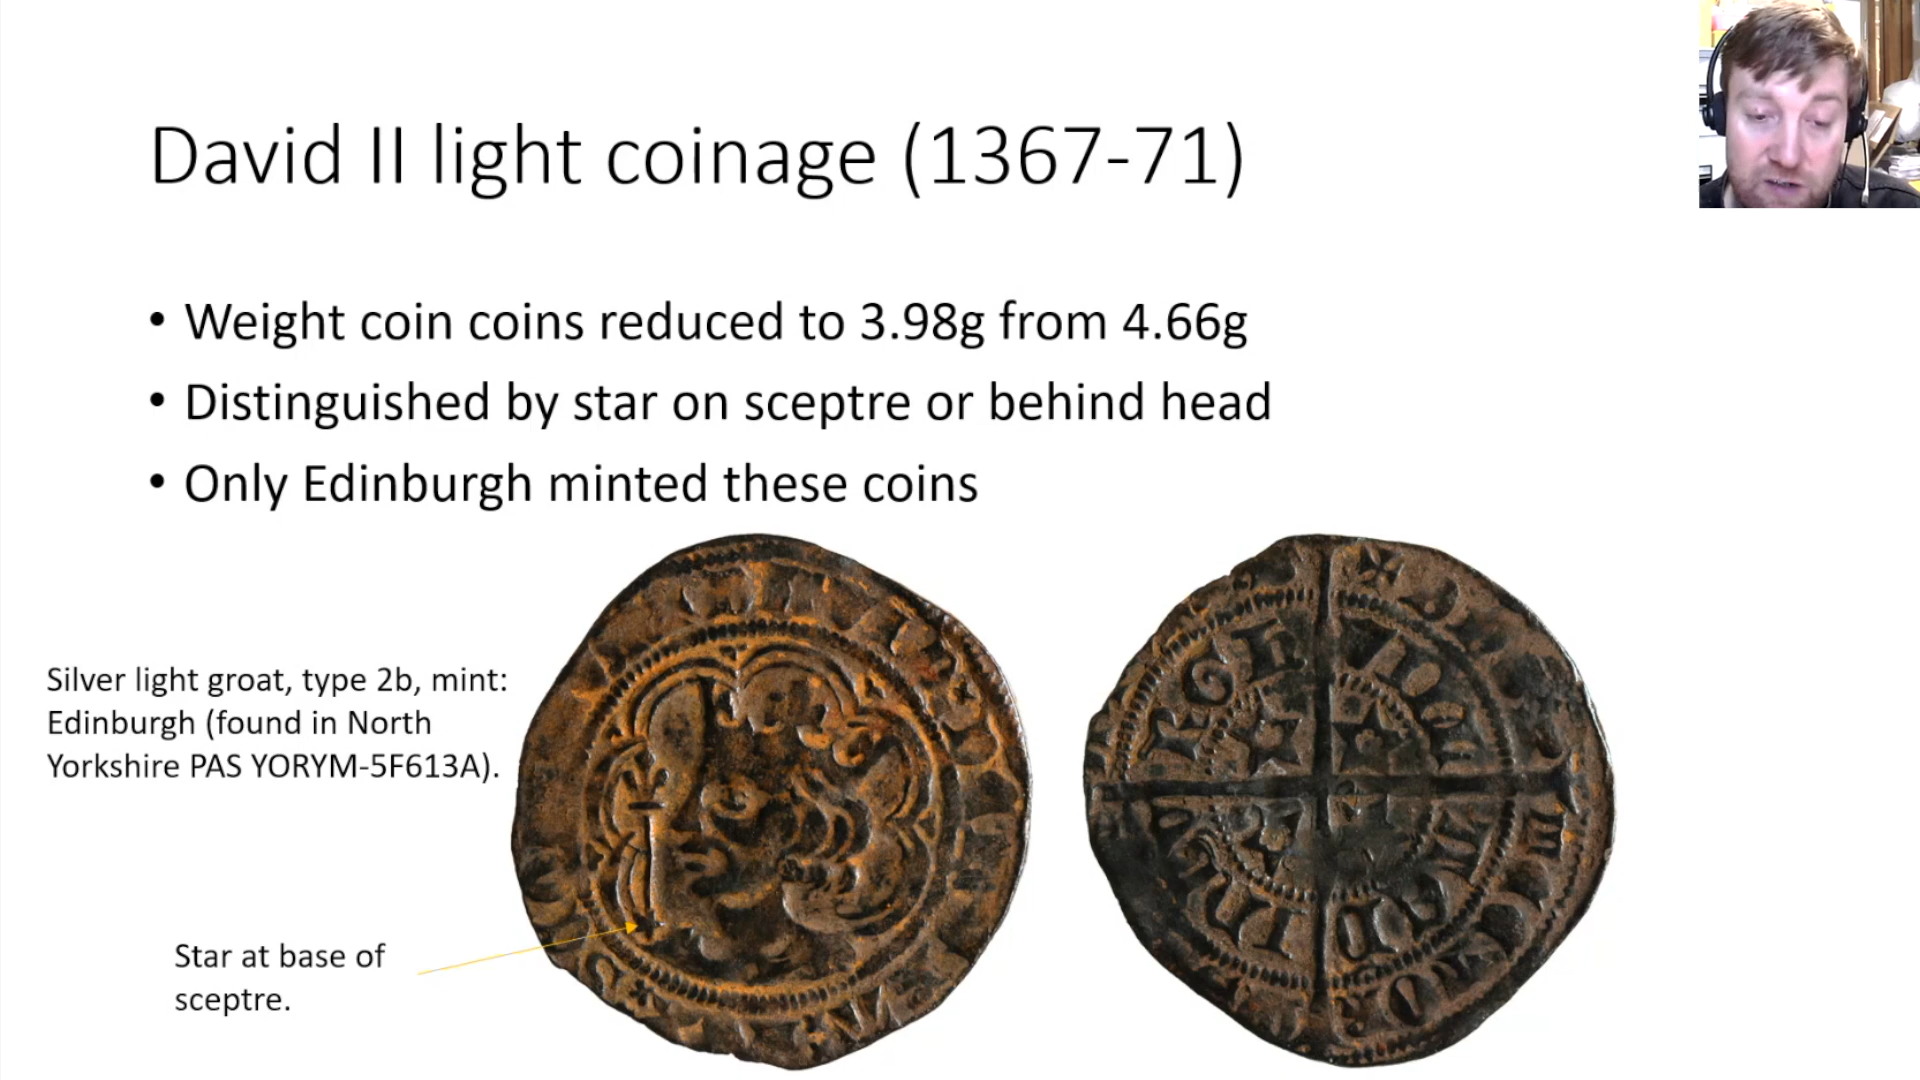 David II light coinage (1367-71)
• Weight coin coins reduced to 3.98g from 4.66g
• Distinguished by star on sceptre or behind head
• Only Edinburgh minted these coins
Silver light groat, type 2b, mint:
Edinburgh (found in North
Yorkshire PAS YORYM-5F613A).
Star at base of
sceptre.